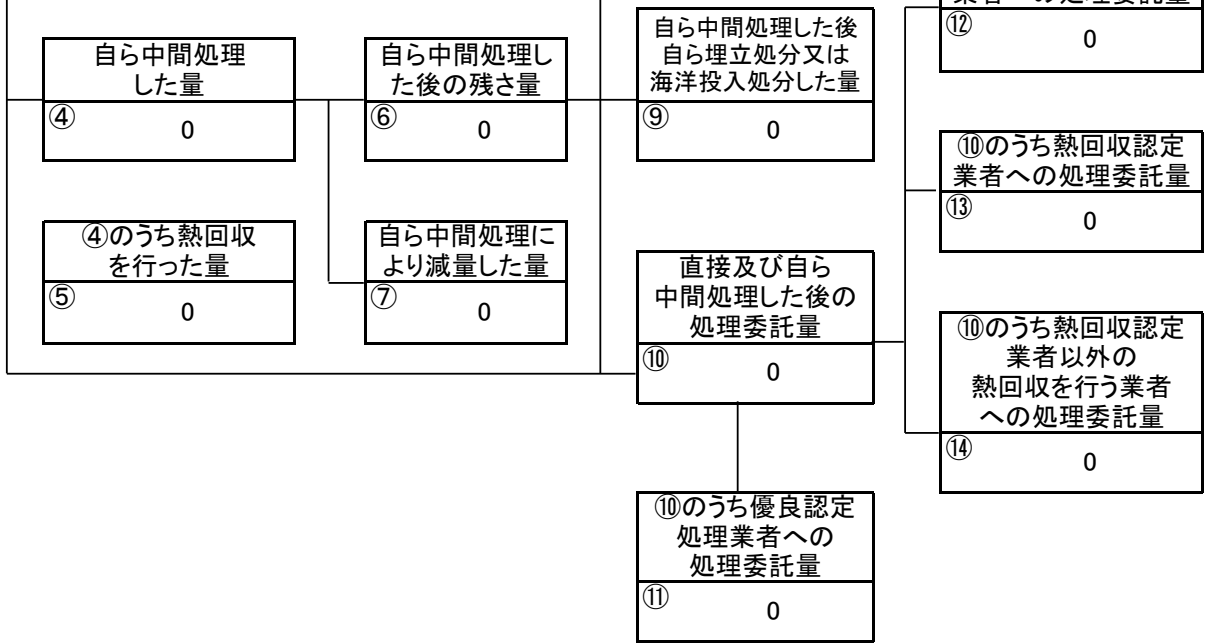 業者への処理委託量
⑫
0
自ら中間処理
した量
④
0
自ら中間処理し
た後の残さ量
⑥
0
自ら中間処理した後
自ら埋立処分又は
海洋投入処分した量
⑨
0
⑩のうち熱回収認定
業者への処理委託量
⑬
0
④のうち熱回収
を行った量
⑤
0
自ら中間処理に
より減量した量
⑦
0
直接及び自ら
中間処理した後の
処理委託量
⑩
0
⑩のうち熱回収認定
業者以外の
熱回収を行う業者
への処理委託量
⑭
0
⑩のうち優良認定
処理業者への
処理委託量
⑪
0